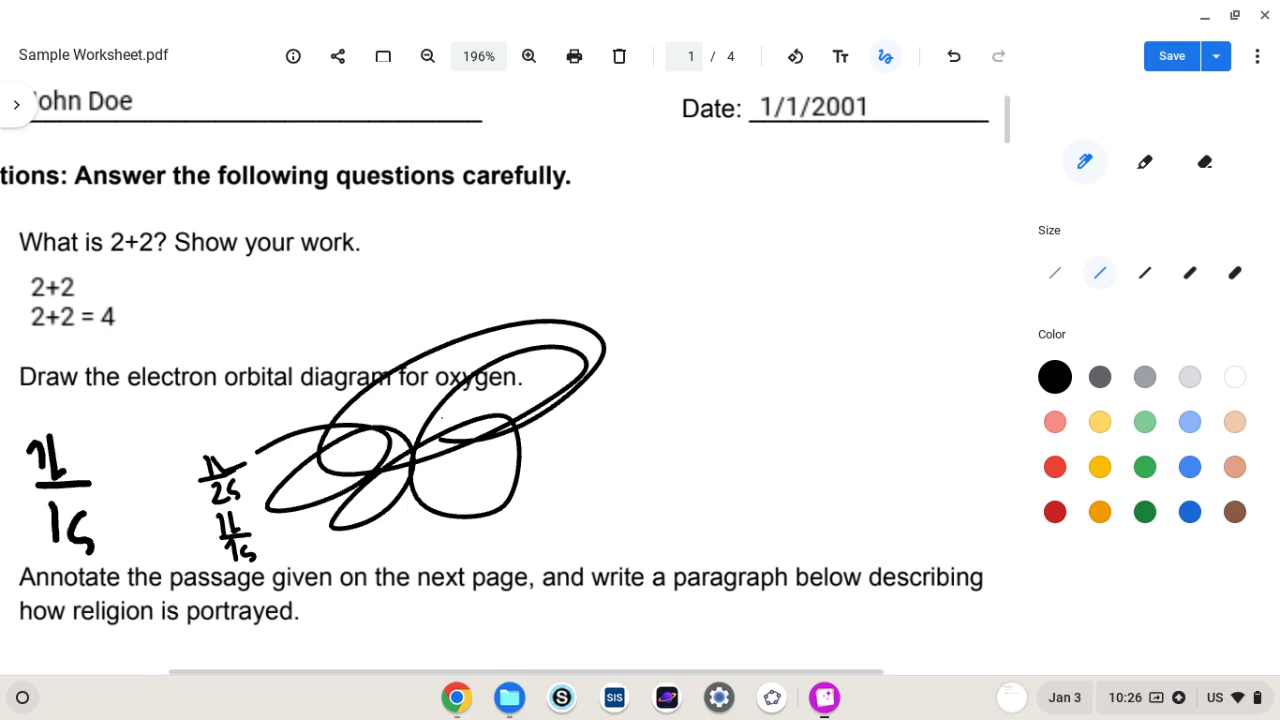 Sample Worksheet.pdf
196%
1 / 4
Tt
Save
ohn Doe
Date: 1/1/2001
tions: Answer the following questions carefully.
What is 2+2? Show your work.
2+2
2+2 = 4
Draw the electron orbital diagram for oxygen.
1s
2s
1s
Annotate the passage given on the next page, and write a paragraph below describing
how religion is portrayed.
Size
Color
S
SIS
Jan 3
10:26
US